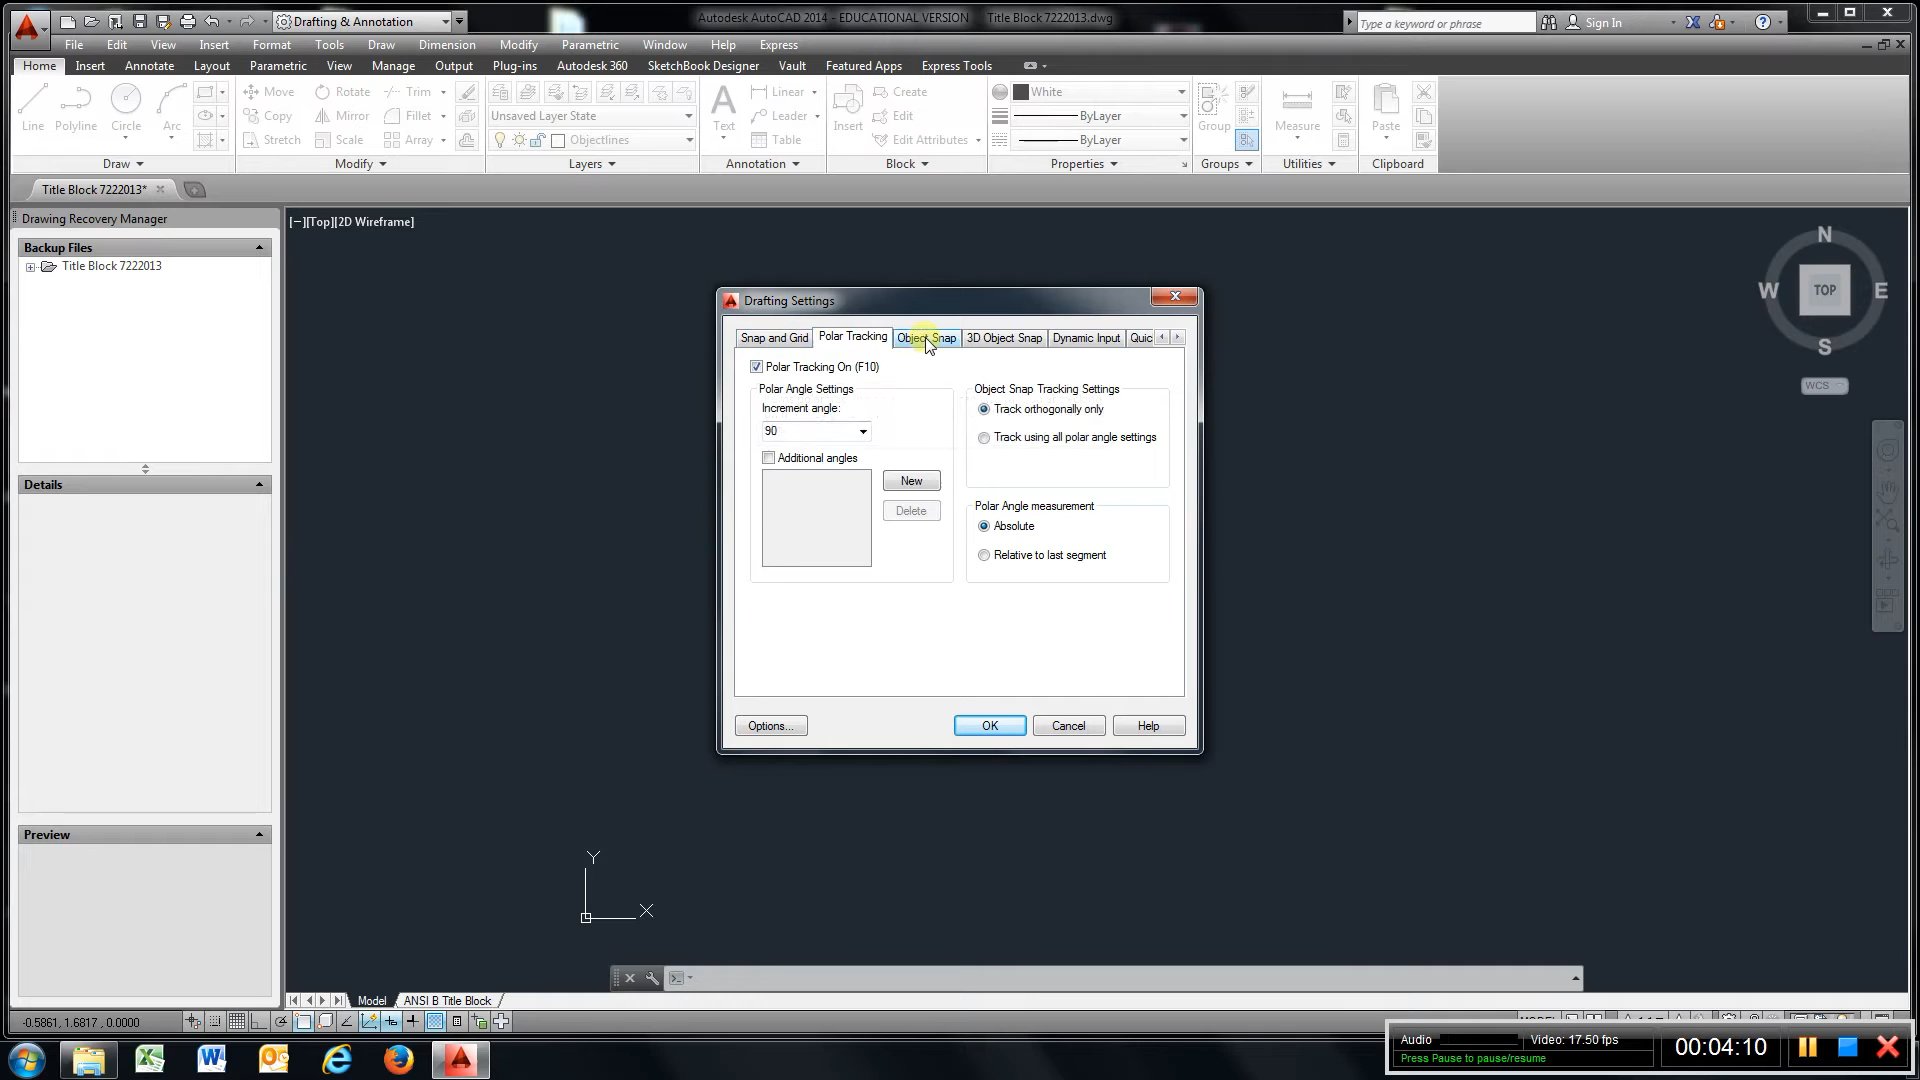 Drafting & Annotation
Autodesk AutoCAD 2014 - EDUCATIONAL VERSION    Title Block 7222013.dwg
Type a keyword or phrase
Sign In
File Edit View Insert Format Tools Draw Dimension Modify Parametric Window Help Express
Home Insert Annotate Layout Parametric View Manage Output Plug-ins Autodesk 360 SketchBook Designer Vault Featured Apps Express Tools
Move Rotate Trim Unsaved Layer State Linear Create White
Line Polyline Circle Arc Copy Mirror Fillet Text Leader Insert Edit ByLayer Group Measure Paste
Stretch Scale Array Objectlines Table Edit Attributes ByLayer
Draw Modify Layers Annotation Block Properties Groups Utilities Clipboard
Title Block 7222013*
Drawing Recovery Manager
[−][Top][2D Wireframe]
Backup Files
Title Block 7222013
Details
Preview
N
W TOP E
S
WCS
Drafting Settings
Snap and Grid Polar Tracking Object Snap 3D Object Snap Dynamic Input Quic
Polar Tracking On (F10)
Polar Angle Settings
Increment angle:
90
Additional angles
New
Delete
Object Snap Tracking Settings
Track orthogonally only
Track using all polar angle settings
Polar Angle measurement
Absolute
Relative to last segment
Options... OK Cancel Help
Y
X
Model ANSI B Title Block
-0.5861, 1.6817 , 0.0000
Audio Video: 17.50 fps
Press Pause to pause/resume
00:04:10